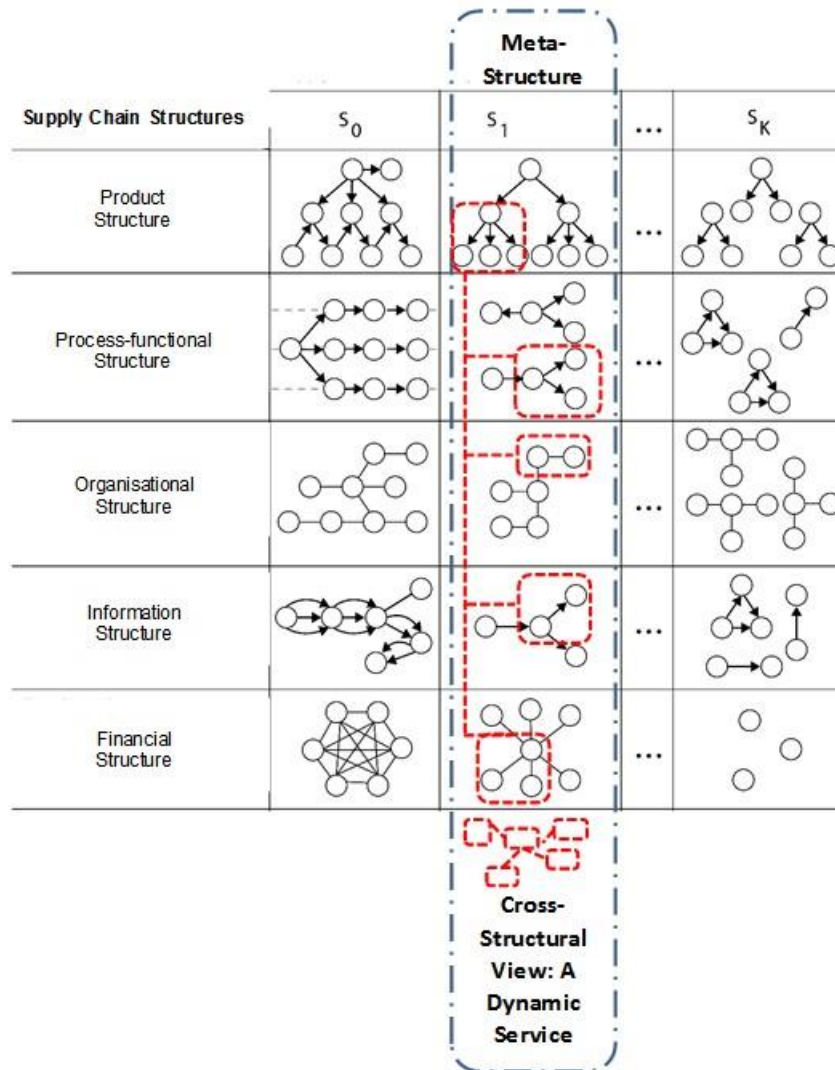 Meta-
Structure
Supply Chain Structures
S0
S1
...
SK
Product
Structure
...
Process-functional
Structure
...
Organisational
Structure
...
Information
Structure
...
Financial
Structure
...
Cross-
Structural
View: A
Dynamic
Service